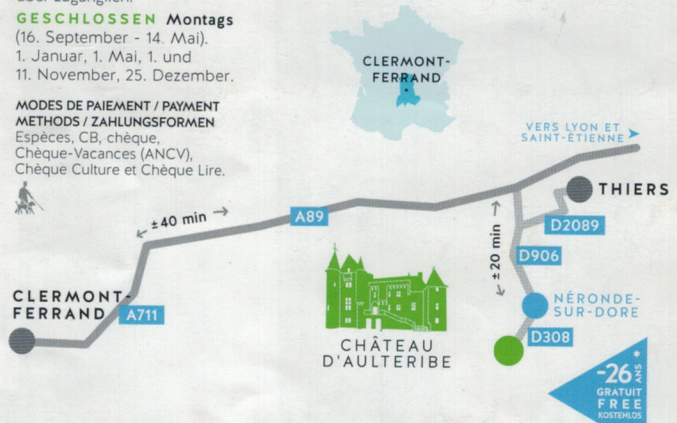 GESCHLOSSEN Montags
(16. September - 14. Mai).
1. Januar, 1. Mai, 1. und
11. November, 25. Dezember.
MODES DE PAIEMENT / PAYMENT
METHODS / ZAHLUNGSFORMEN
Espèces, CB, chèque,
Chèque-Vacances (ANCV),
Chèque Culture et Chèque Lire.
CLERMONT-
FERRAND
VERS LYON ET
SAINT-ÉTIENNE
THIERS
±40 min
A89
D2089
±20 min
D906
CLERMONT-
FERRAND
A711
NÉRONDE-
SUR-DORE
D308
CHÂTEAU
D'AULTERIBE
-26 ANS *
GRATUIT
FREE
KOSTENLOS